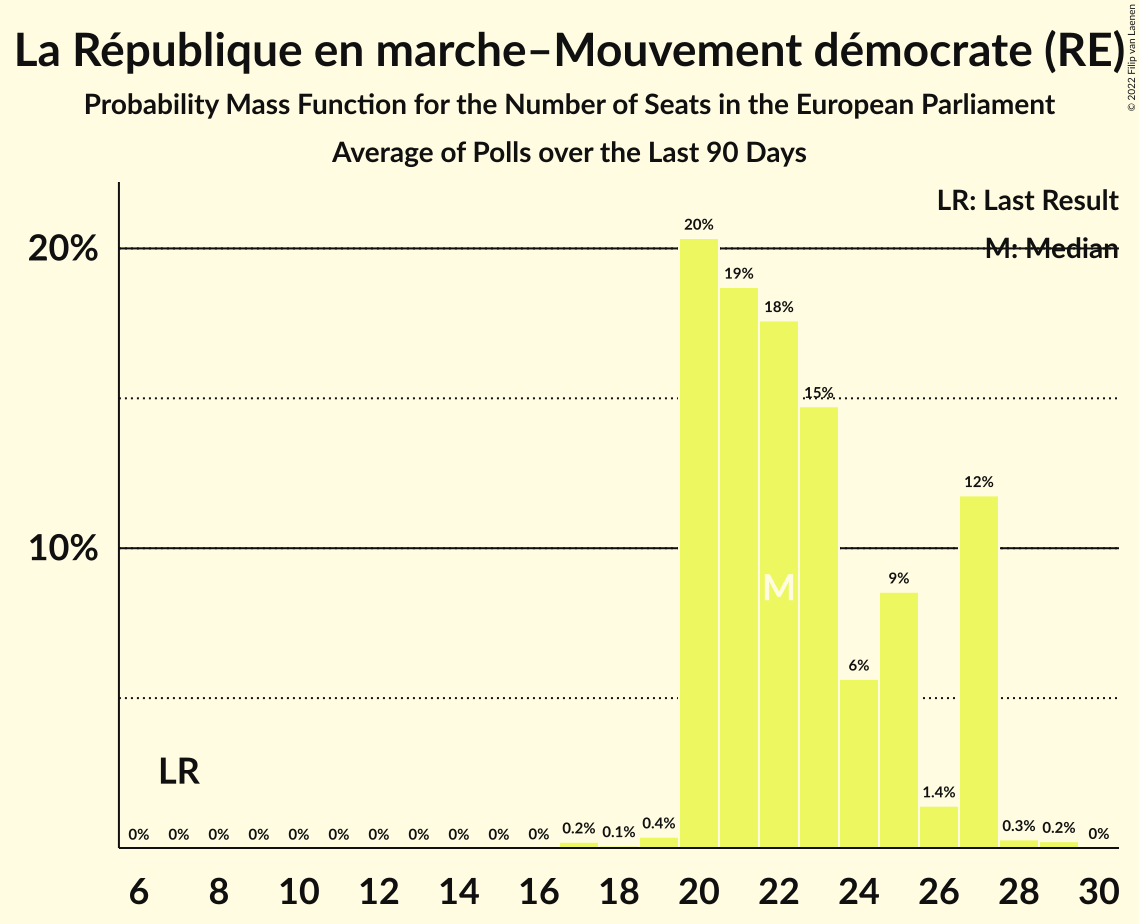 La République en marche–Mouvement démocrate (RE)
© 2022 Filip van Laenen
Probability Mass Function for the Number of Seats in the European Parliament
Average of Polls over the Last 90 Days
LR: Last Result
M: Median
20%
10%
20%
19%
18%
15%
12%
9%
6%
1.4%
M
LR
0% 0% 0% 0% 0% 0% 0% 0% 0% 0% 0% 0.2% 0.1% 0.4% 0.3% 0.2% 0%
6 8 10 12 14 16 18 20 22 24 26 28 30